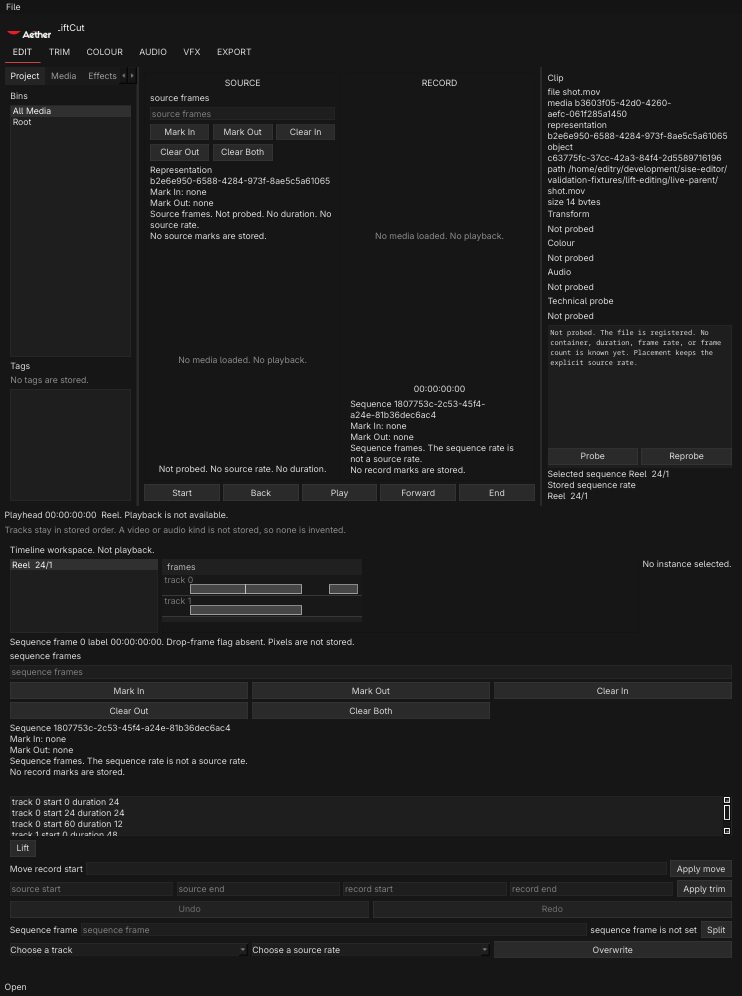 File
Aether
.iftCut
EDIT TRIM COLOUR AUDIO VFX EXPORT
Project Media Effects
Bins
All Media
Root
Tags
No tags are stored.
SOURCE
source frames
source frames
Mark In Mark Out Clear In
Clear Out Clear Both
Representation
b2e6e950-6588-4284-973f-8ae5c5a61065
Mark In: none
Mark Out: none
Source frames. Not probed. No duration. No
source rate.
No source marks are stored.
No media loaded. No playback.
Not probed. No source rate. No duration.
RECORD
No media loaded. No playback.
00:00:00:00
Sequence 1807753c-2c53-45f4-
a24e-81b36dec6ac4
Mark In: none
Mark Out: none
Sequence frames. The sequence rate is
not a source rate.
No record marks are stored.
Start Back Play Forward End
Clip
file shot.mov
media b3603f05-42d0-4260-
aefc-061f285a1450
representation
b2e6e950-6588-4284-973f-8ae5c5a61065
object
c63775fc-37cc-42a3-84f4-2d5589716196
path /home/editry/development/sise-editor/
validation-fixtures/lift-editing/live-parent/
shot.mov
size 14 bytes
Transform
Not probed
Colour
Not probed
Audio
Not probed
Technical probe
Not probed
Not probed. The file is registered. No
container, duration, frame rate, or frame
count is known yet. Placement keeps the
explicit source rate.
Probe Reprobe
Selected sequence Reel 24/1
Stored sequence rate
Reel 24/1
Playhead 00:00:00:00 Reel. Playback is not available.
Tracks stay in stored order. A video or audio kind is not stored, so none is invented.
Timeline workspace. Not playback.
Reel 24/1
frames
track 0
track 1
No instance selected.
Sequence frame 0 label 00:00:00:00. Drop-frame flag absent. Pixels are not stored.
sequence frames
sequence frames
Mark In Mark Out Clear In
Clear Out Clear Both
Sequence 1807753c-2c53-45f4-a24e-81b36dec6ac4
Mark In: none
Mark Out: none
Sequence frames. The sequence rate is not a source rate.
No record marks are stored.
track 0 start 0 duration 24
track 0 start 24 duration 24
track 0 start 60 duration 12
track 1 start 0 duration 48
Lift
Move record start Apply move
source start source end record start record end Apply trim
Undo Redo
Sequence frame sequence frame sequence frame is not set Split
Choose a track Choose a source rate Overwrite
Open